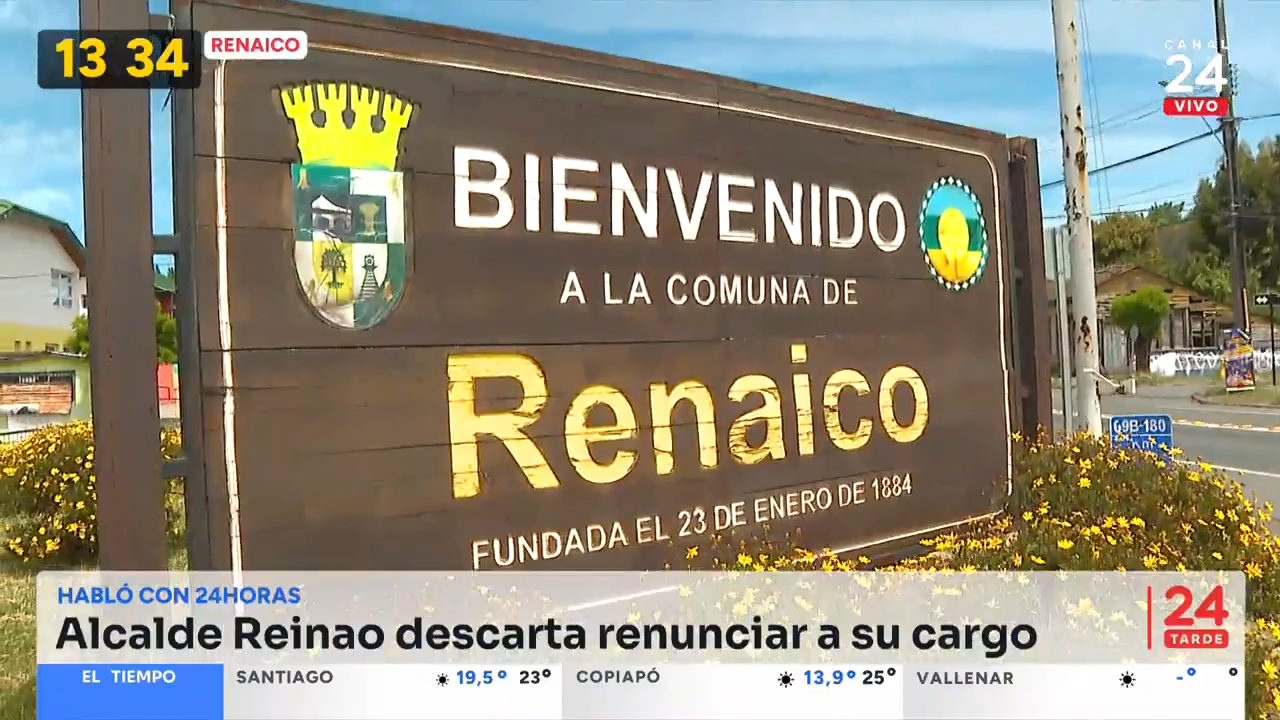 13 34
RENAICO
CANAL
24
VIVO
BIENVENIDO
A LA COMUNA DE
Renaico
FUNDADA EL 23 DE ENERO DE 1884
HABLÓ CON 24HORAS
Alcalde Reinao descarta renunciar a su cargo
24
TARDE
EL TIEMPO
SANTIAGO 19,5° 23°
COPIAPÓ 13,9° 25°
VALLENAR -° °